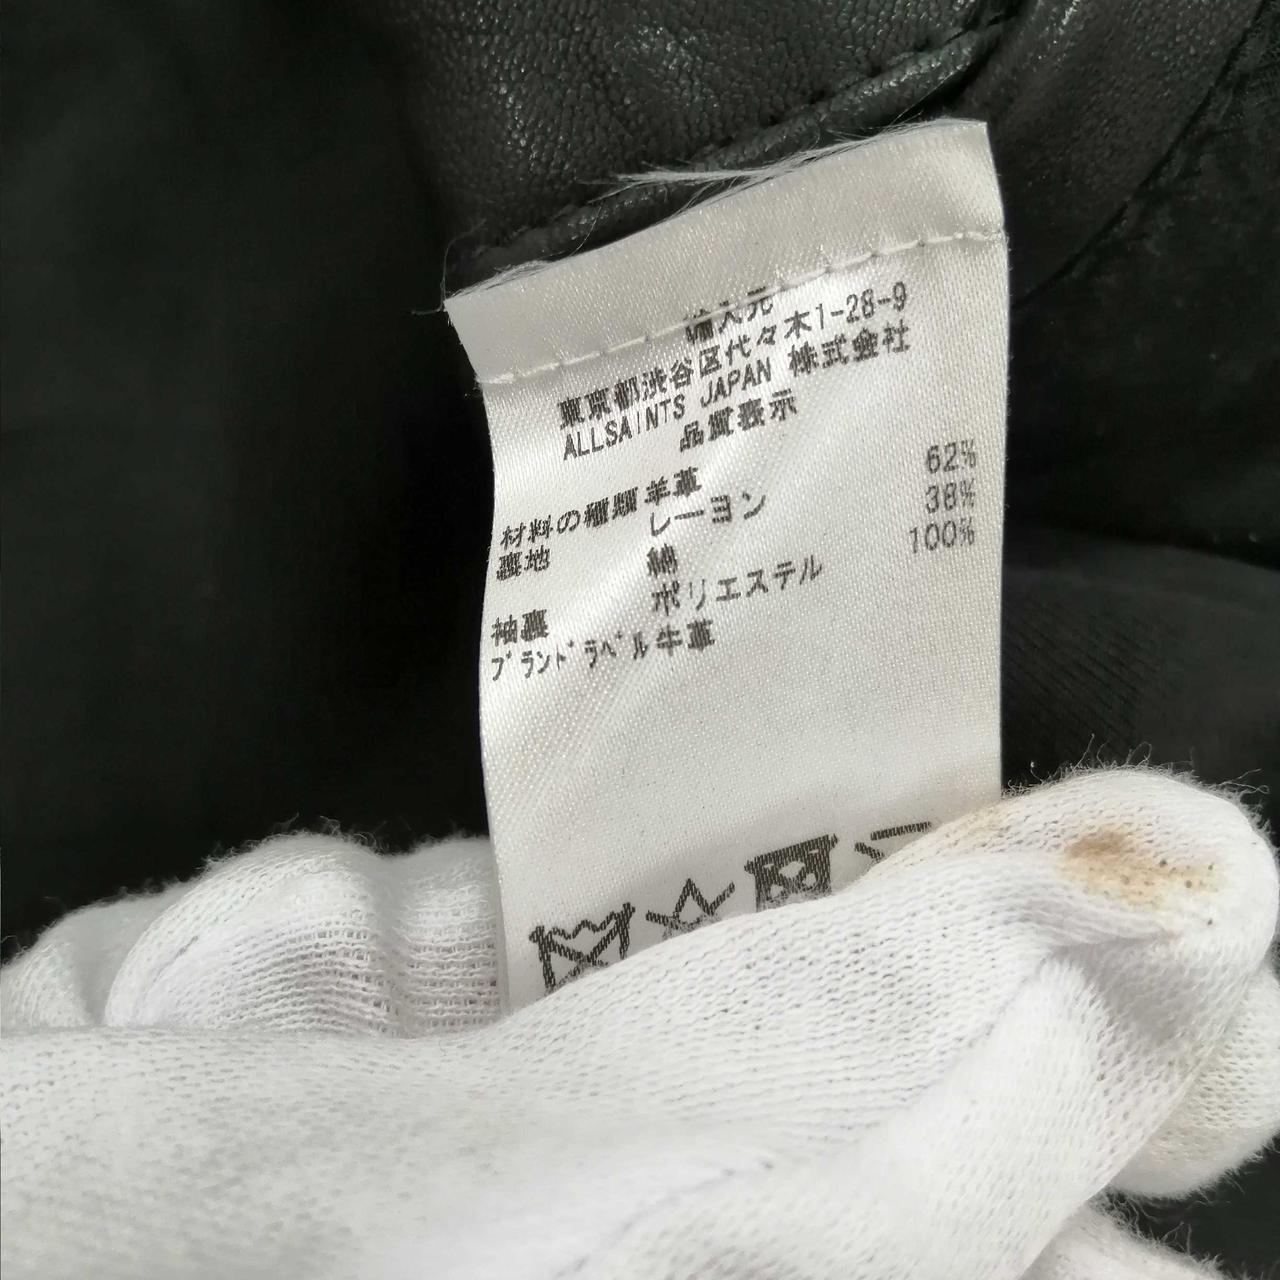 輸入元
東京都渋谷区代々木1-28-9
ALLSAINTS JAPAN 株式会社
品質表示
材料の種類 羊革
裏地 レーヨン 62%
綿 38%
袖裏 ポリエステル 100%
ブランドラベル 牛革